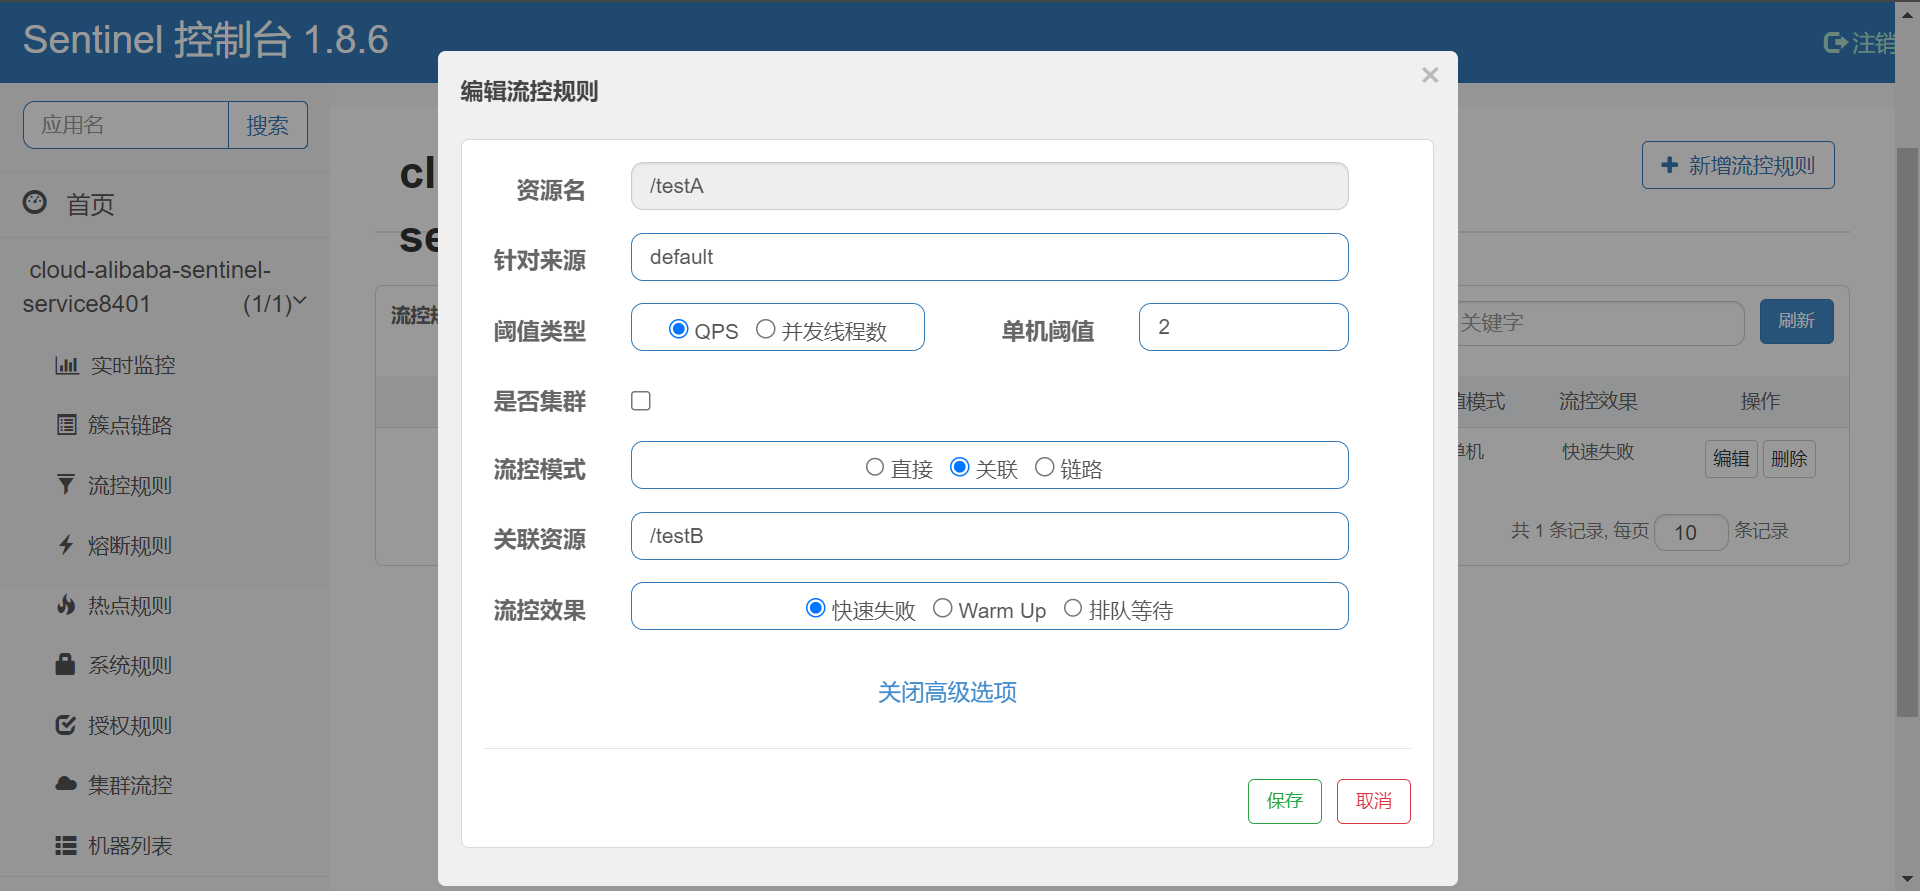 Sentinel 控制台 1.8.6
注销
应用名
搜索
首页
cloud-alibaba-sentinel-
service8401 (1/1)
实时监控
簇点链路
流控规则
熔断规则
热点规则
系统规则
授权规则
集群流控
机器列表
cl
se
新增流控规则
流控
关键字
刷新
模式
流控效果
操作
单机
快速失败
编辑
删除
共 1 条记录, 每页 10 条记录
编辑流控规则
×
资源名
/testA
针对来源
default
阈值类型
QPS 并发线程数
单机阈值
2
是否集群
流控模式
直接 关联 链路
关联资源
/testB
流控效果
快速失败 Warm Up 排队等待
关闭高级选项
保存
取消